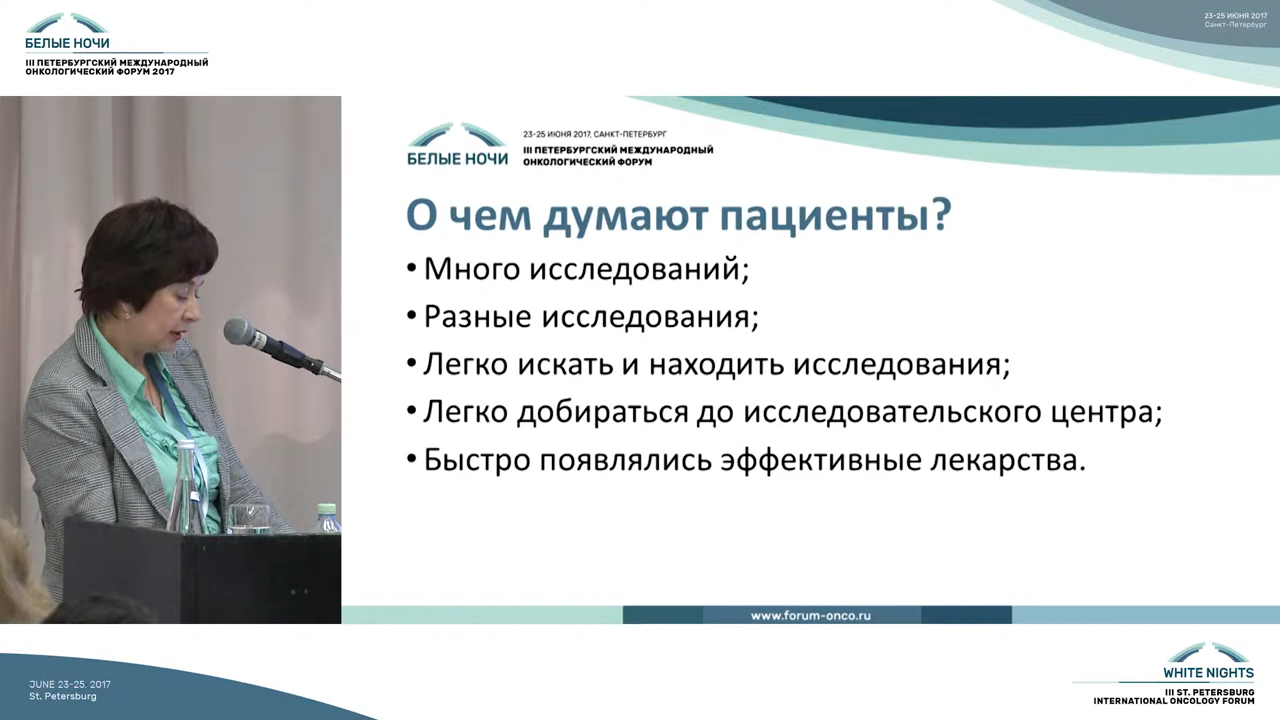 БЕЛЫЕ НОЧИ
III ПЕТЕРБУРГСКИЙ МЕЖДУНАРОДНЫЙ
ОНКОЛОГИЧЕСКИЙ ФОРУМ 2017
23-25 ИЮНЯ 2017
Санкт-Петербург
БЕЛЫЕ НОЧИ
23-25 ИЮНЯ 2017, САНКТ-ПЕТЕРБУРГ
III ПЕТЕРБУРГСКИЙ МЕЖДУНАРОДНЫЙ
ОНКОЛОГИЧЕСКИЙ ФОРУМ
О чем думают пациенты?
• Много исследований;
• Разные исследования;
• Легко искать и находить исследования;
• Легко добираться до исследовательского центра;
• Быстро появлялись эффективные лекарства.
www.forum-onco.ru
JUNE 23-25, 2017
St. Petersburg
WHITE NIGHTS
III ST. PETERSBURG
INTERNATIONAL ONCOLOGY FORUM